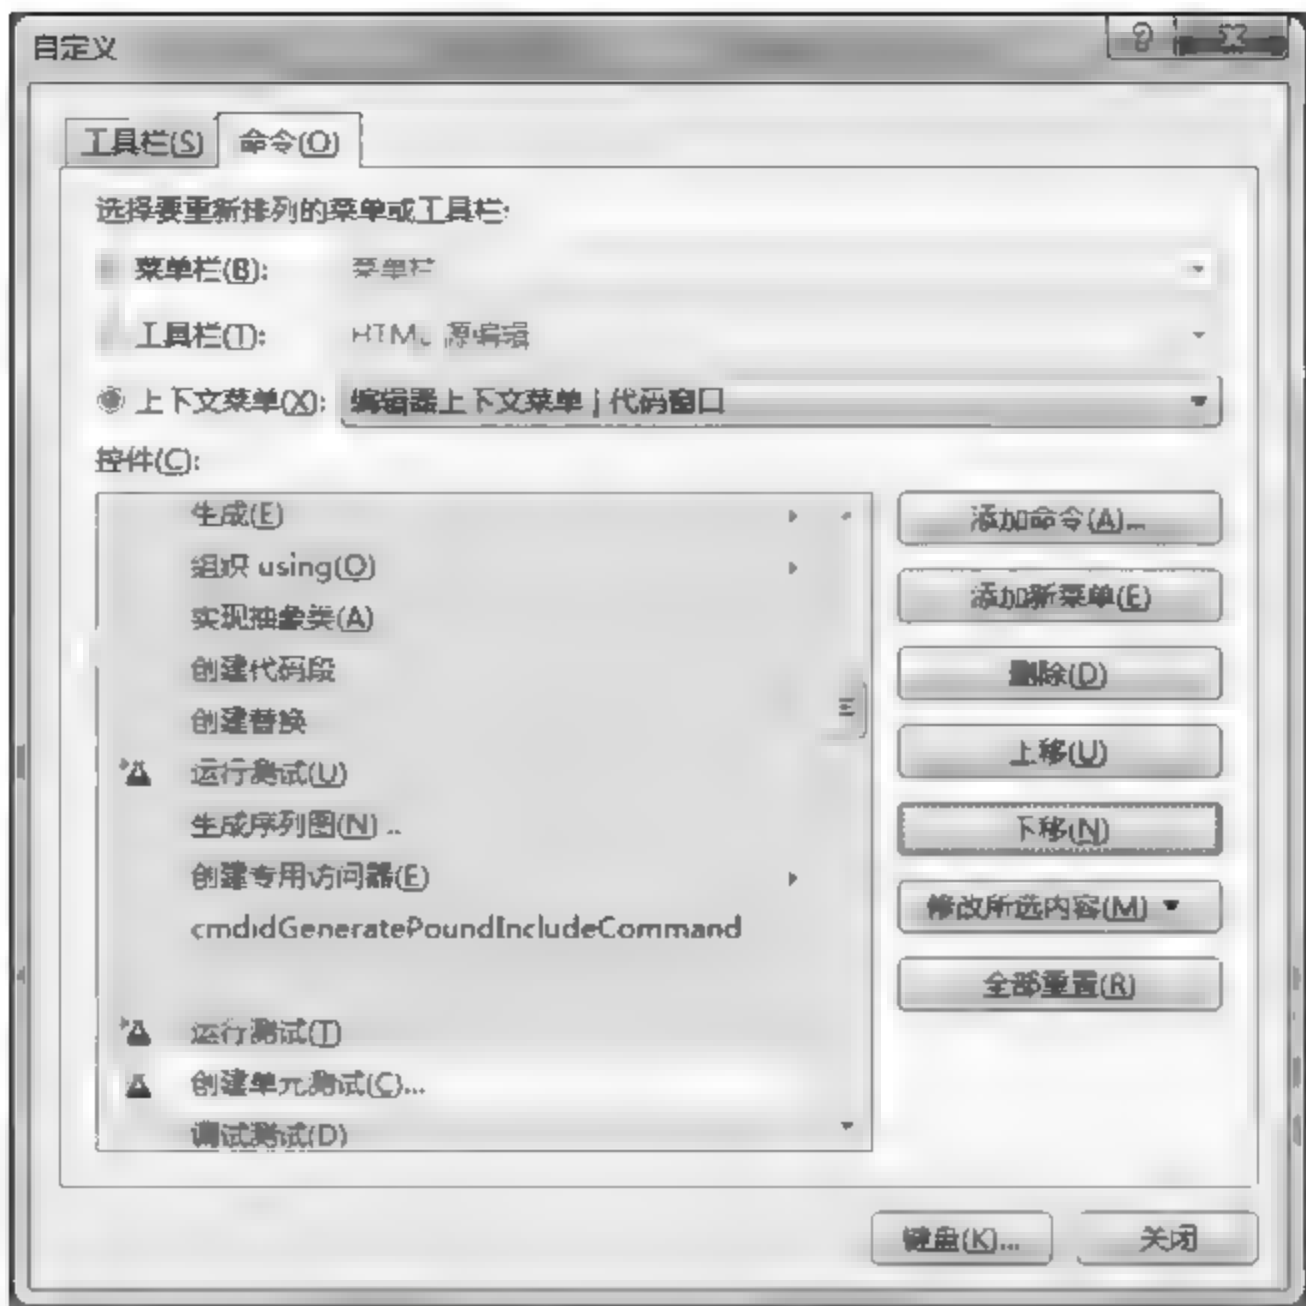 自定义
工具栏(S) 命令(O)
选择要重新排列的菜单或工具栏:
菜单栏(B): 菜单栏
工具栏(T): HTML 源编辑
上下文菜单(X): 编辑器上下文菜单 | 代码窗口
控件(C):
生成(E)
组织 using(O)
实现抽象类(A)
创建代码段
创建替换
运行测试(U)
生成序列图(N)...
创建专用访问器(E)
cmdidGeneratePoundIncludeCommand
运行测试(T)
创建单元测试(C)...
调试测试(D)
添加命令(A)...
添加新菜单(E)
删除(D)
上移(U)
下移(N)
修改所选内容(M)
全部重置(R)
键盘(K)... 关闭